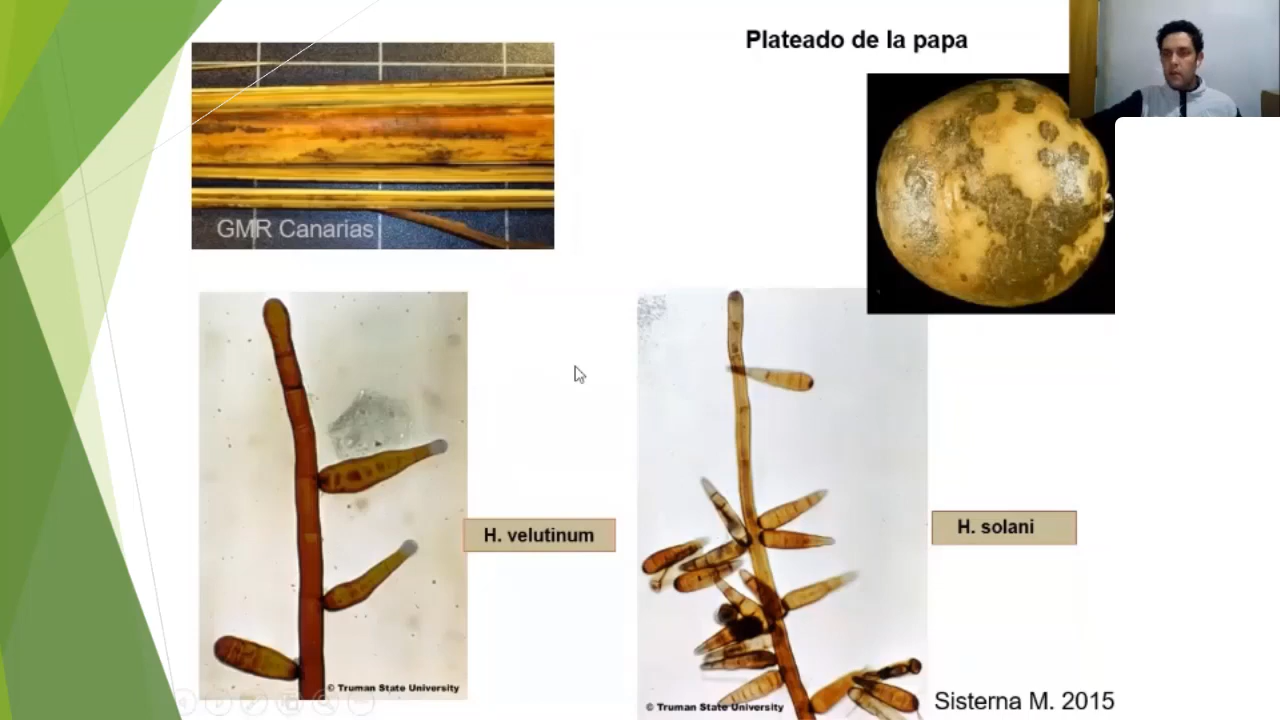 Plateado de la papa
GMR Canarias
H. velutinum
H. solani
© Truman State University
© Truman State University
Sisterna M. 2015